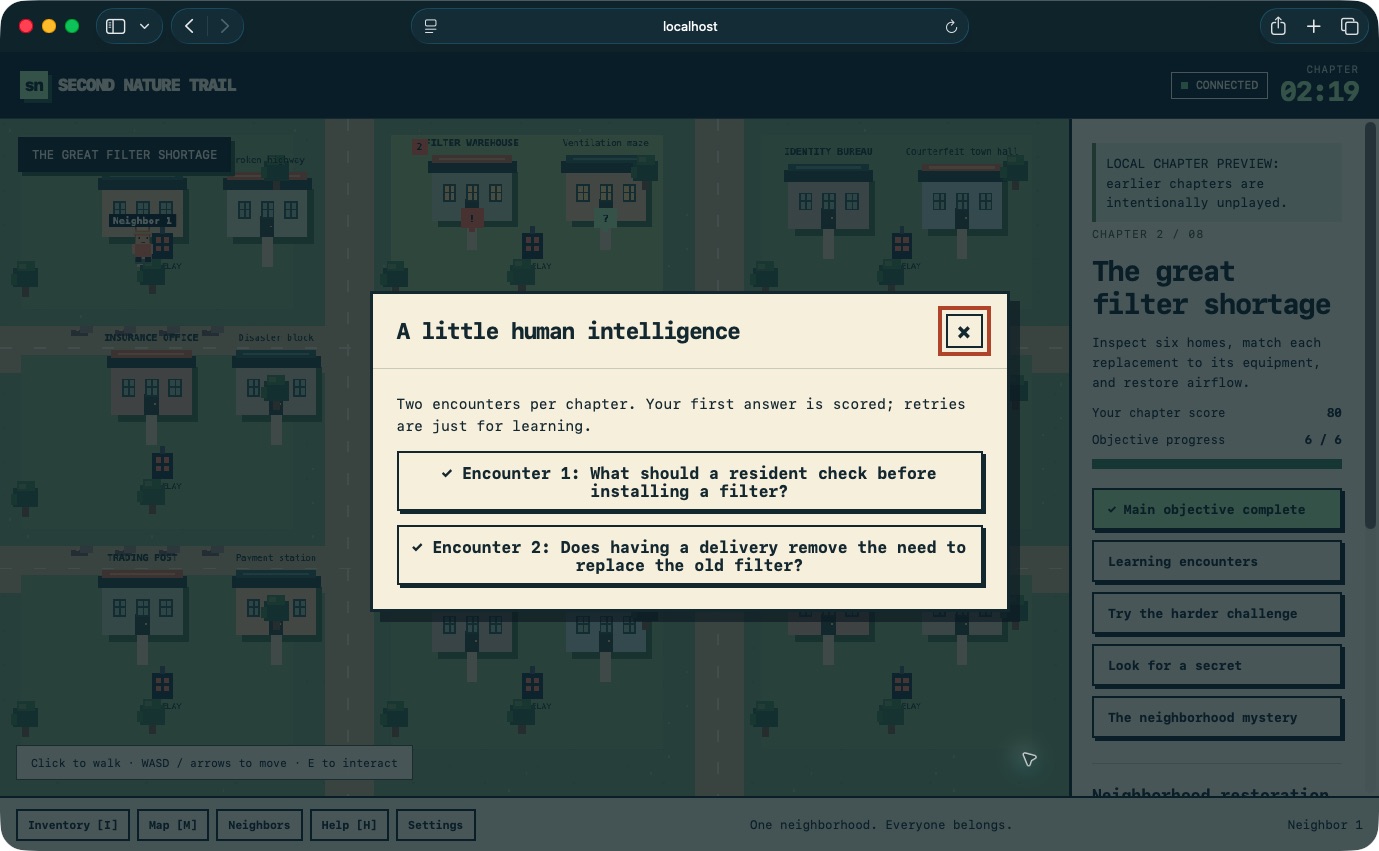 localhost
sn SECOND NATURE TRAIL
CONNECTED
CHAPTER
02:19
THE GREAT FILTER SHORTAGE
Neighbor 1
2
FILTER WAREHOUSE
Ventilation maze
!
?
IDENTITY BUREAU
Counterfeit town hall
INSURANCE OFFICE
Disaster block
TRADING POST
Payment station
A little human intelligence
×
Two encounters per chapter. Your first answer is scored; retries
are just for learning.
✓ Encounter 1: What should a resident check before
installing a filter?
✓ Encounter 2: Does having a delivery remove the need to
replace the old filter?
Click to walk · WASD / arrows to move · E to interact
LOCAL CHAPTER PREVIEW:
earlier chapters are
intentionally unplayed.
CHAPTER 2 / 08
The great
filter shortage
Inspect six homes, match each
replacement to its equipment,
and restore airflow.
Your chapter score 80
Objective progress 6 / 6
✓ Main objective complete
Learning encounters
Try the harder challenge
Look for a secret
The neighborhood mystery
Neighborhood restoration
Inventory [I]
Map [M]
Neighbors
Help [H]
Settings
One neighborhood. Everyone belongs.
Neighbor 1